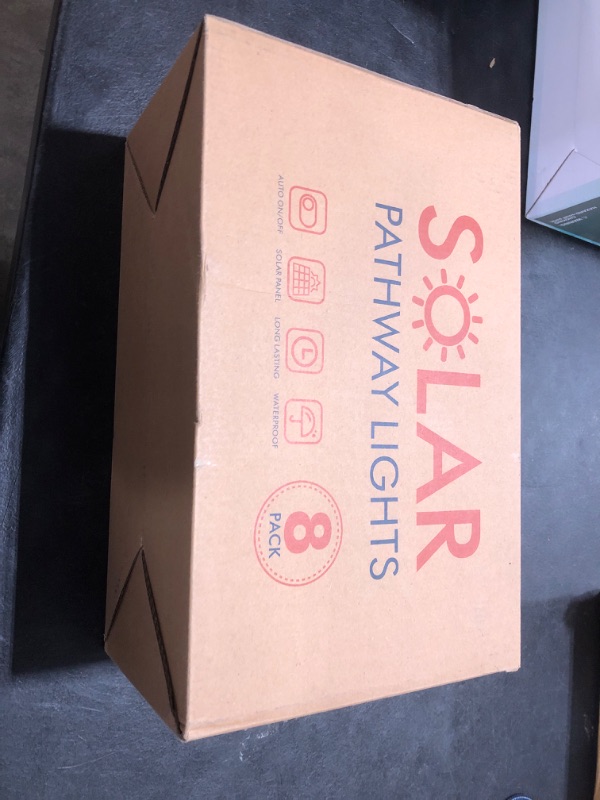 SOLAR
PATHWAY LIGHTS
AUTO ON/OFF
SOLAR PANEL
LONG LASTING
WATERPROOF
8
PACK